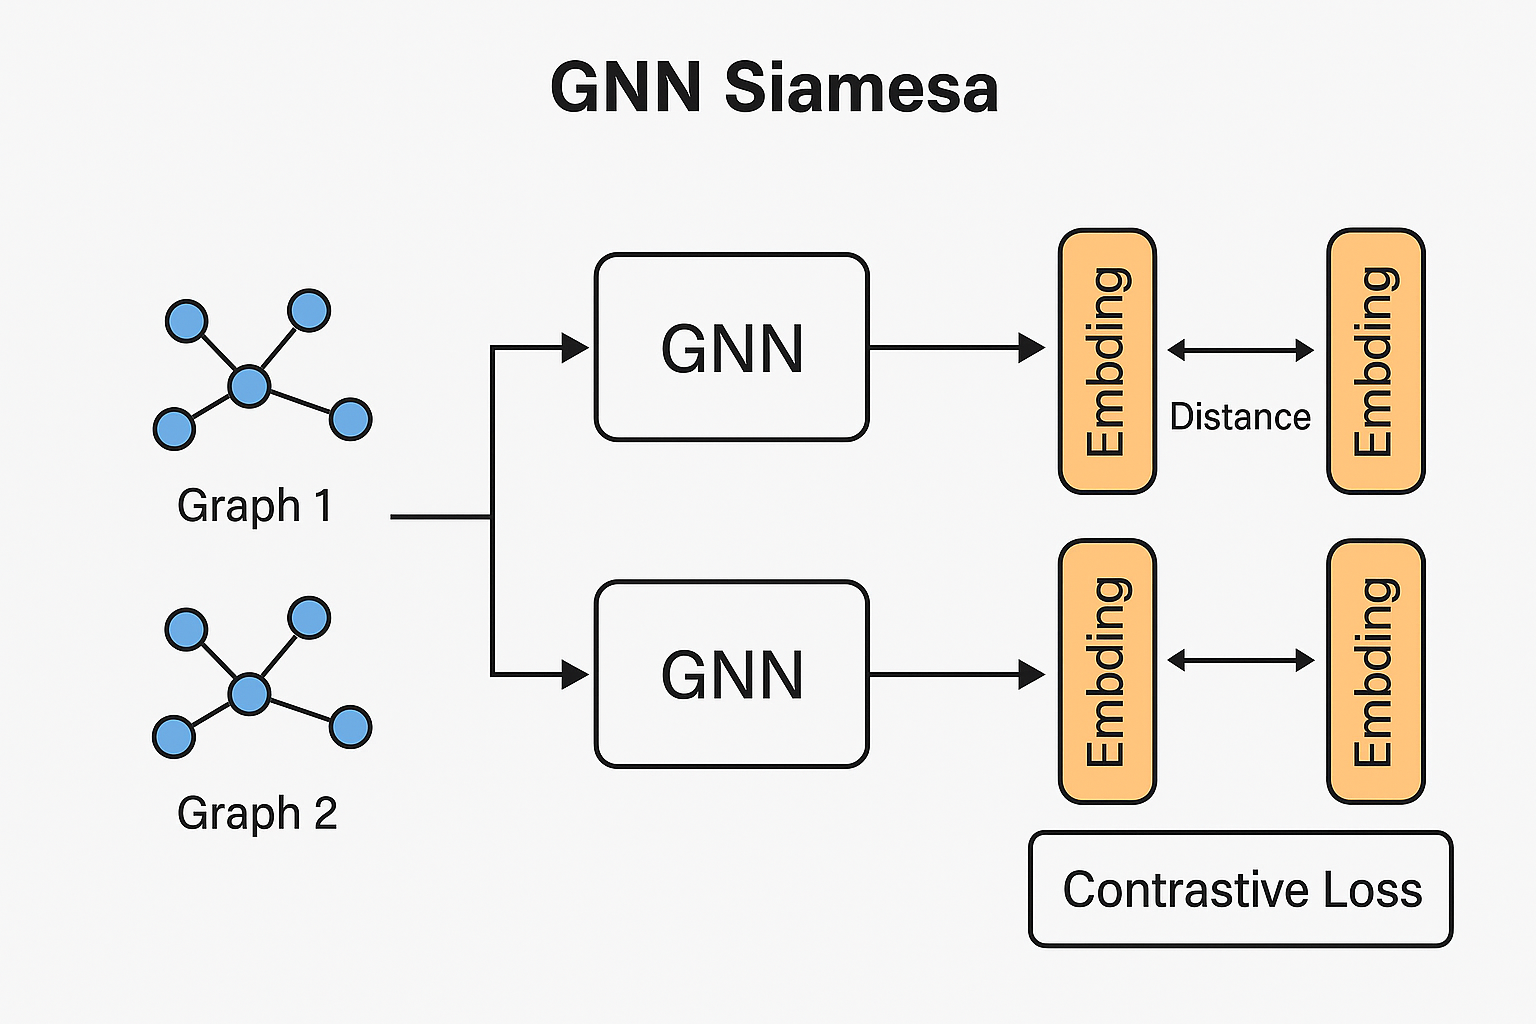 GNN Siamesa
Graph 1
Graph 2
GNN
GNN
Embding
Distance
Embding
Embding
Embding
Contrastive Loss